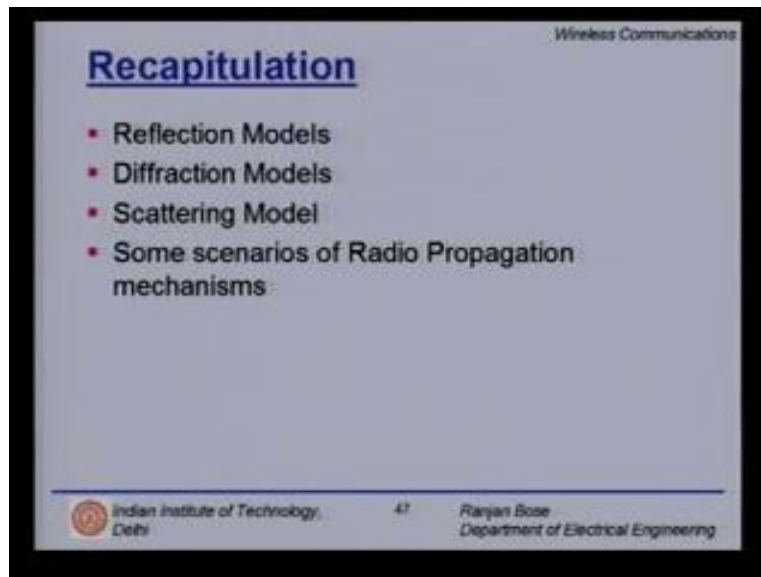 Wireless Communications
Recapitulation
Reflection Models
Diffraction Models
Scattering Model
Some scenarios of Radio Propagation
mechanisms
Indian Institute of Technology,
Delhi
47
Ranjan Bose
Department of Electrical Engineering